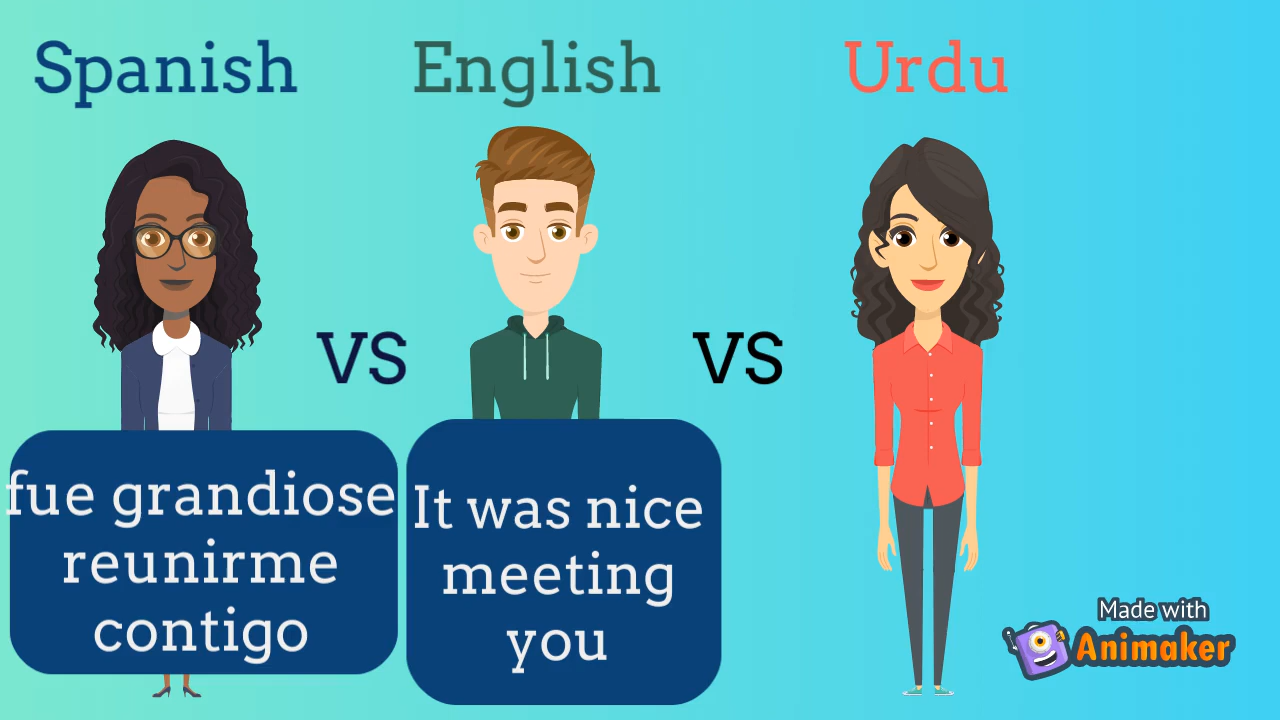 Spanish
English
Urdu
VS
VS
fue grandiose
reunirme
contigo
It was nice
meeting
you
Made with
Animaker